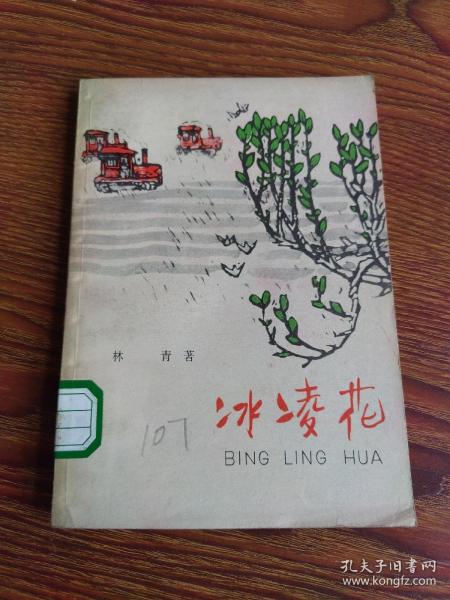 林 青 著
冰凌花
107
BING LING HUA
孔夫子旧书网
www.kongfz.com